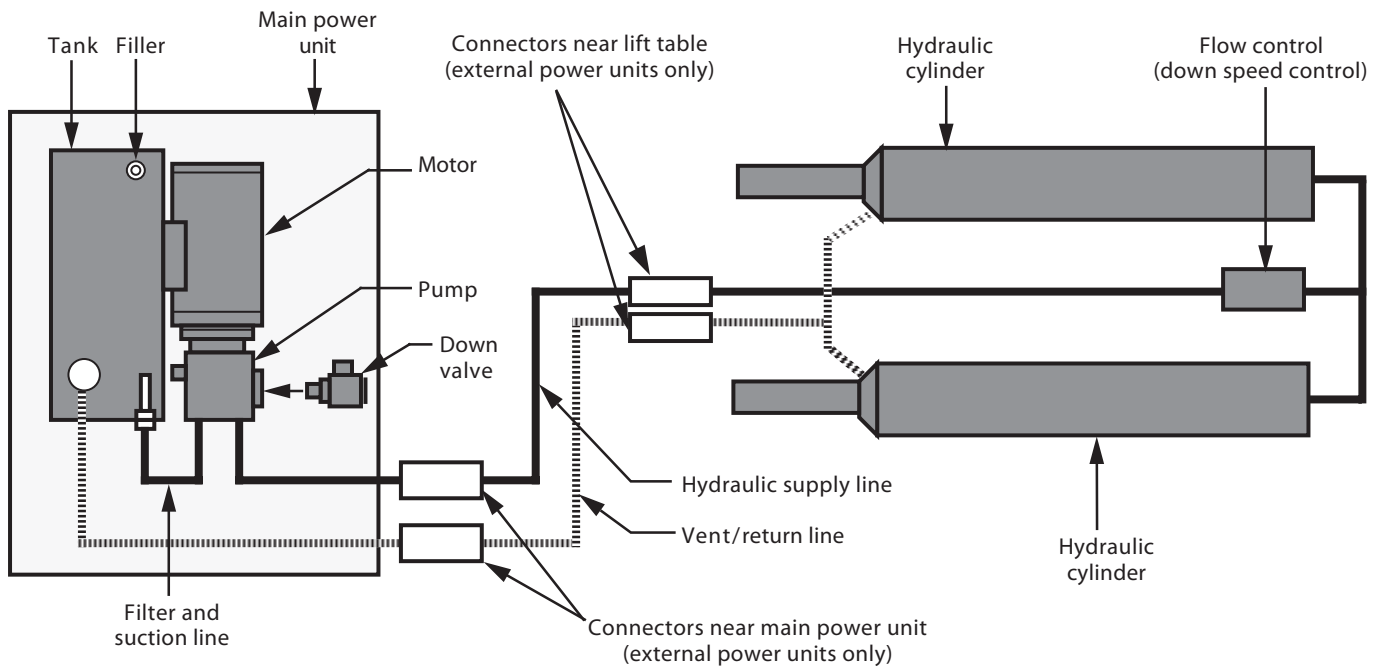 Main power
unit
Tank
Filler
Connectors near lift table
(external power units only)
Hydraulic
cylinder
Flow control
(down speed control)
Motor
Pump
Down
valve
Hydraulic supply line
Vent/return line
Hydraulic
cylinder
Filter and
suction line
Connectors near main power unit
(external power units only)